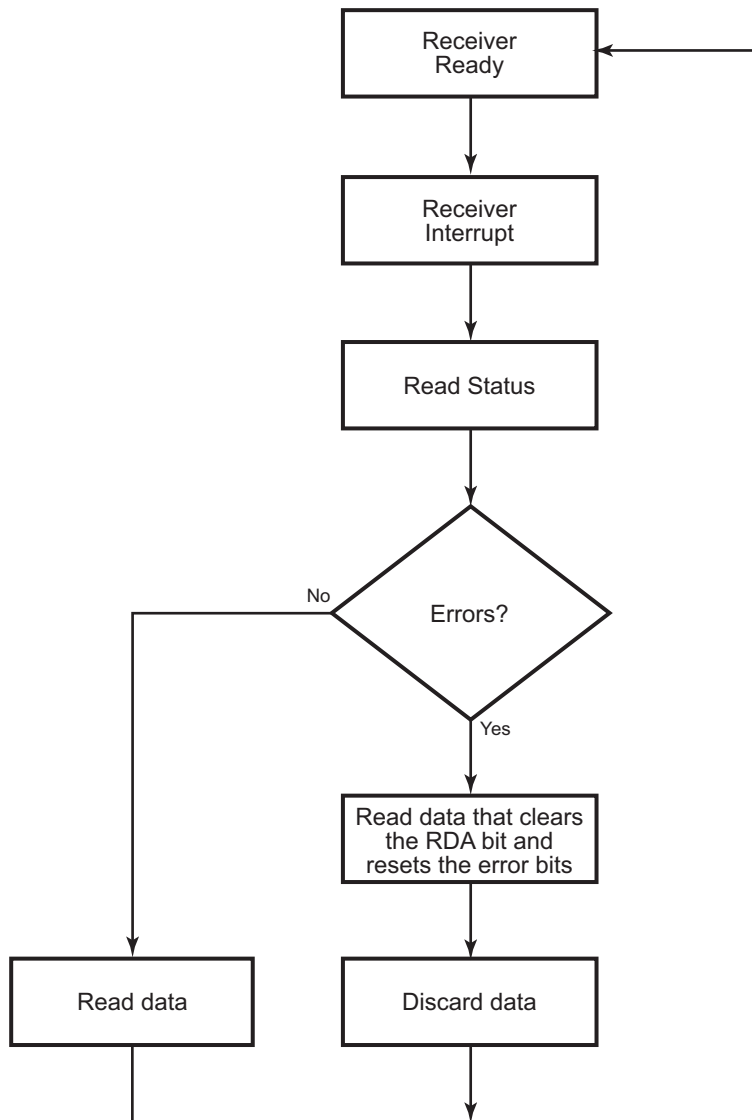 Receiver
Ready
Receiver
Interrupt
Read Status
Errors?
No
Yes
Read data that clears
the RDA bit and
resets the error bits
Read data
Discard data